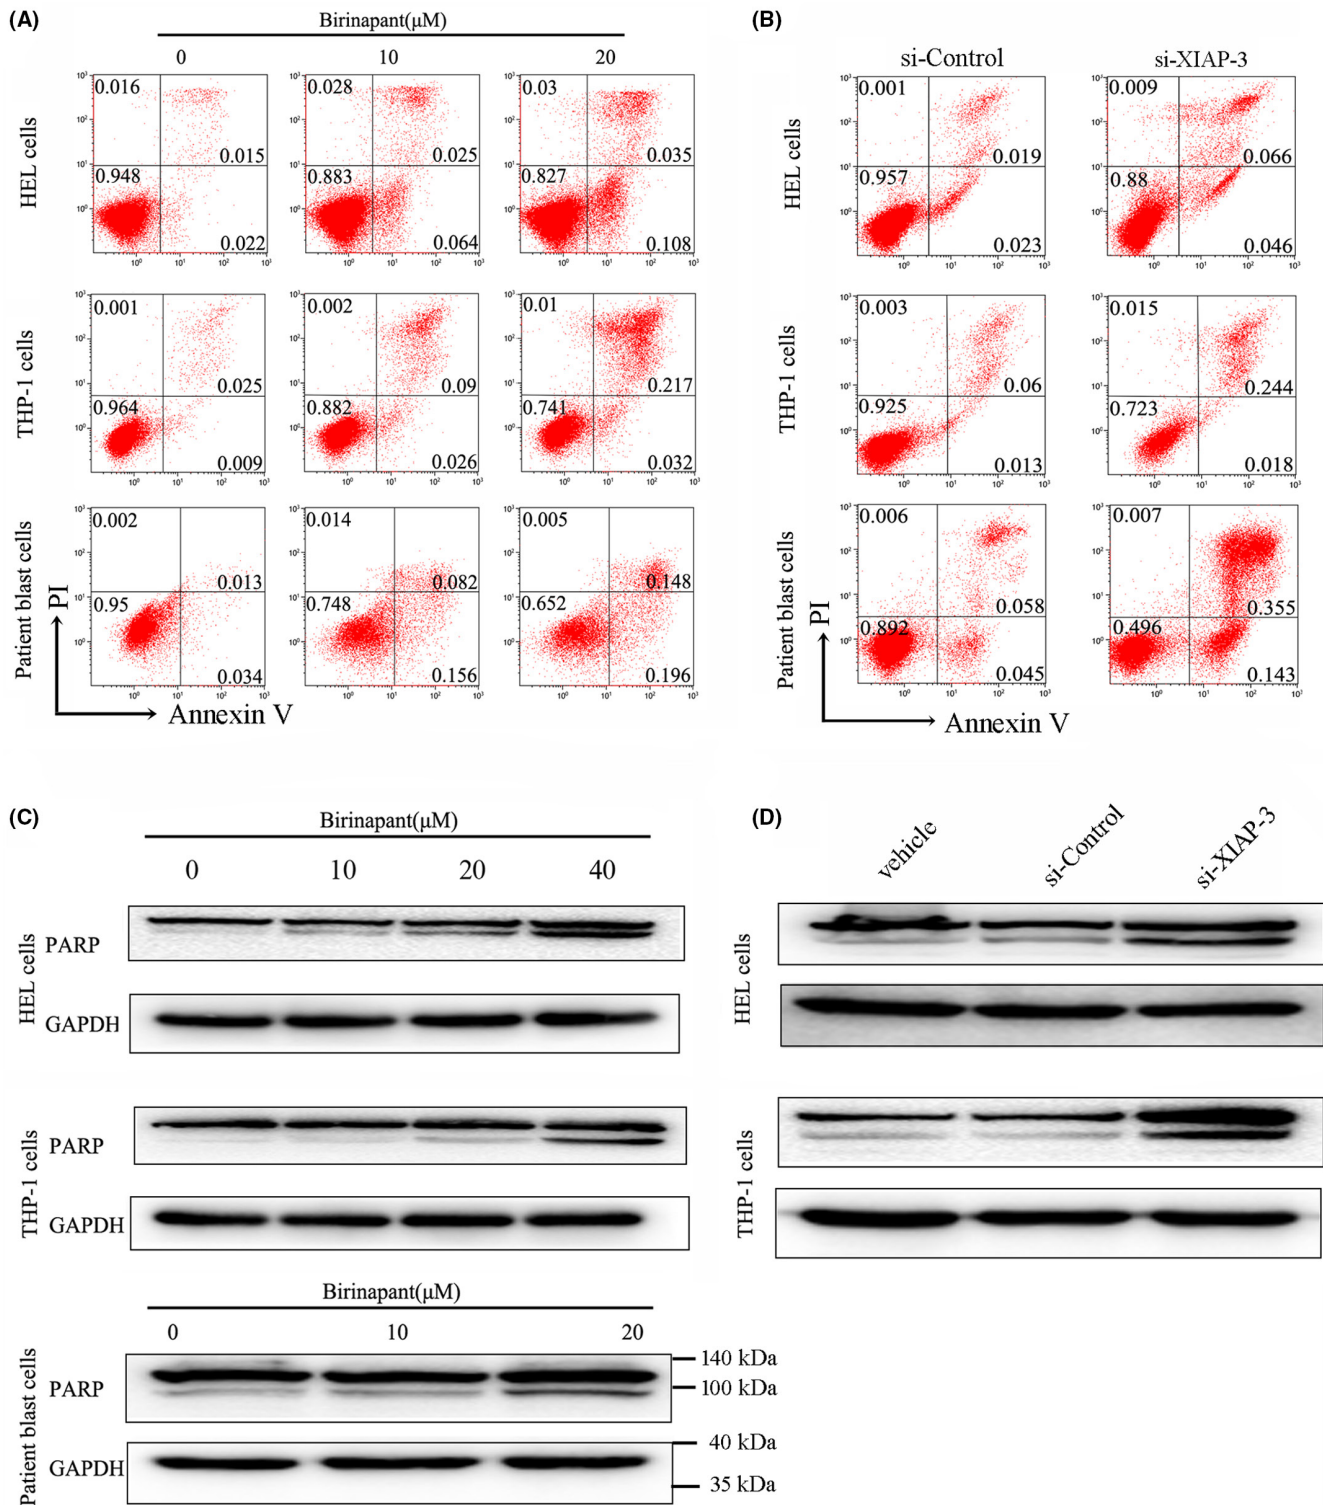 (A)
Birinapant(μM)
0 10 20
HEL cells
0.016 0.015 0.948 0.022
0.028 0.025 0.883 0.064
0.03 0.035 0.827 0.108
THP-1 cells
0.001 0.025 0.964 0.009
0.002 0.09 0.882 0.026
0.01 0.217 0.741 0.032
Patient blast cells
0.002 0.013 0.95 0.034
0.014 0.082 0.748 0.156
0.005 0.148 0.652 0.196
PI
Annexin V
(B)
si-Control si-XIAP-3
HEL cells
0.001 0.019 0.957 0.023
0.009 0.066 0.88 0.046
THP-1 cells
0.003 0.06 0.925 0.013
0.015 0.244 0.723 0.018
Patient blast cells
0.006 0.058 0.892 0.045
0.007 0.355 0.496 0.143
PI
Annexin V
(C)
Birinapant(μM)
0 10 20 40
HEL cells
PARP
GAPDH
THP-1 cells
PARP
GAPDH
Birinapant(μM)
0 10 20
Patient blast cells
PARP
GAPDH
140 kDa
100 kDa
40 kDa
35 kDa
(D)
vehicle si-Control si-XIAP-3
HEL cells
THP-1 cells